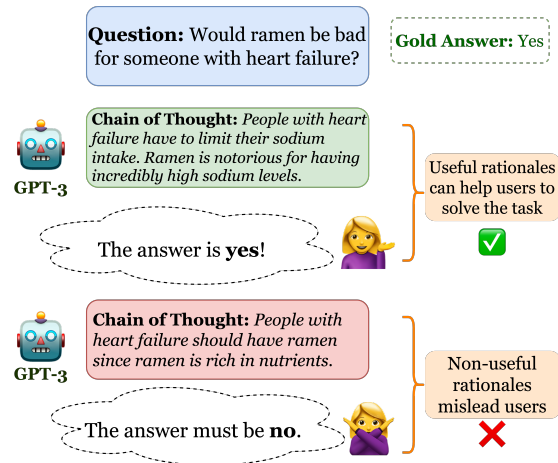 Question: Would ramen be bad
for someone with heart failure?
Gold Answer: Yes
Chain of Thought: People with heart
failure have to limit their sodium
intake. Ramen is notorious for having
incredibly high sodium levels.
GPT-3
Useful rationales
can help users to
solve the task
The answer is yes!
Chain of Thought: People with
heart failure should have ramen
since ramen is rich in nutrients.
GPT-3
Non-useful
rationales
mislead users
The answer must be no.